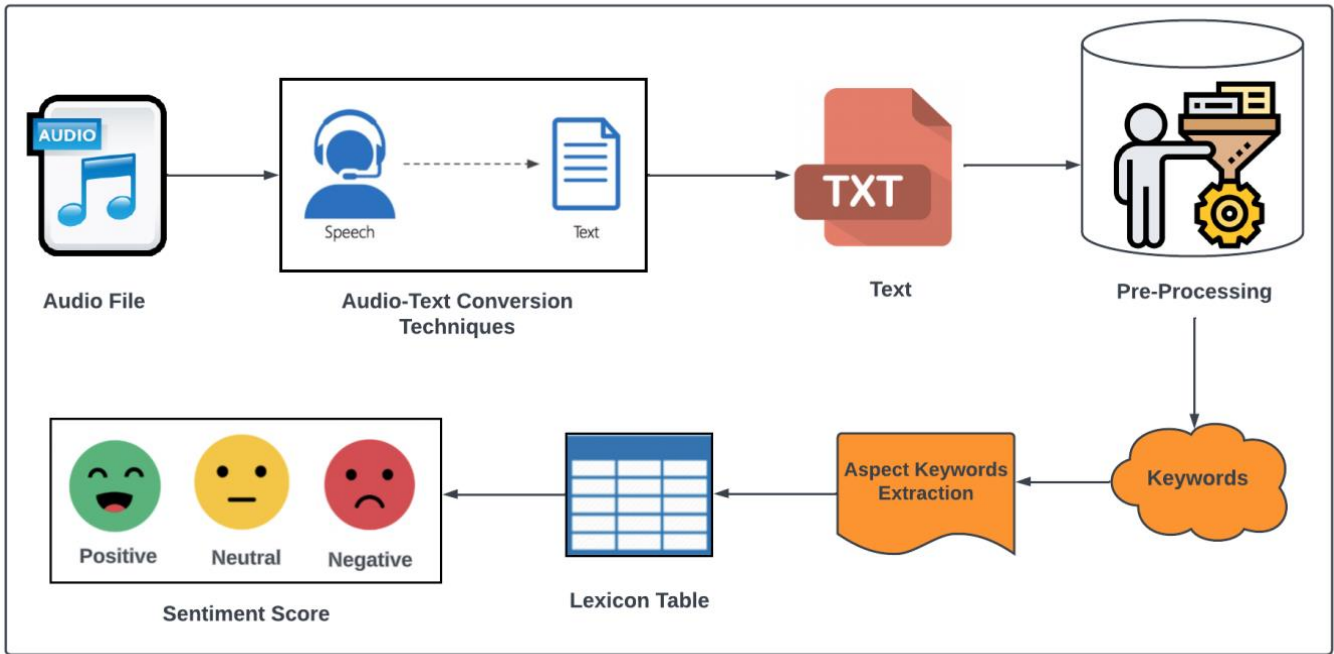 AUDIO
Audio File
Speech
Text
Audio-Text Conversion
Techniques
TXT
Text
Pre-Processing
Keywords
Aspect Keywords
Extraction
Lexicon Table
Positive
Neutral
Negative
Sentiment Score